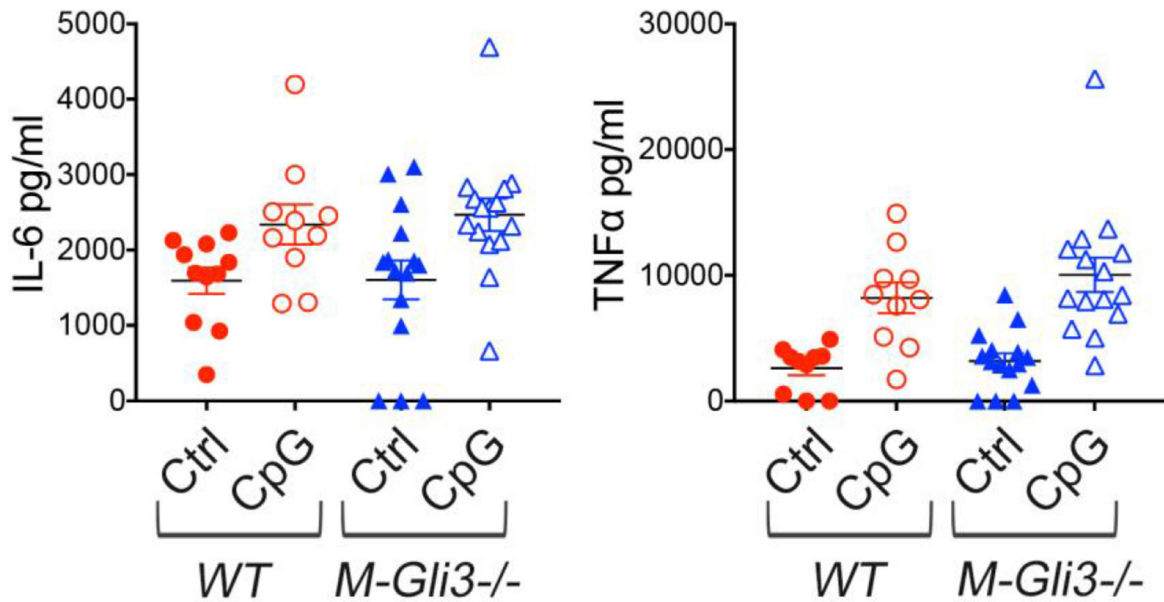 IL-6 pg/ml
5000
4000
3000
2000
1000
0
Ctrl
CpG
Ctrl
CpG
WT
M-Gli3-/-
TNFα pg/ml
30000
20000
10000
0
Ctrl
CpG
Ctrl
CpG
WT
M-Gli3-/-